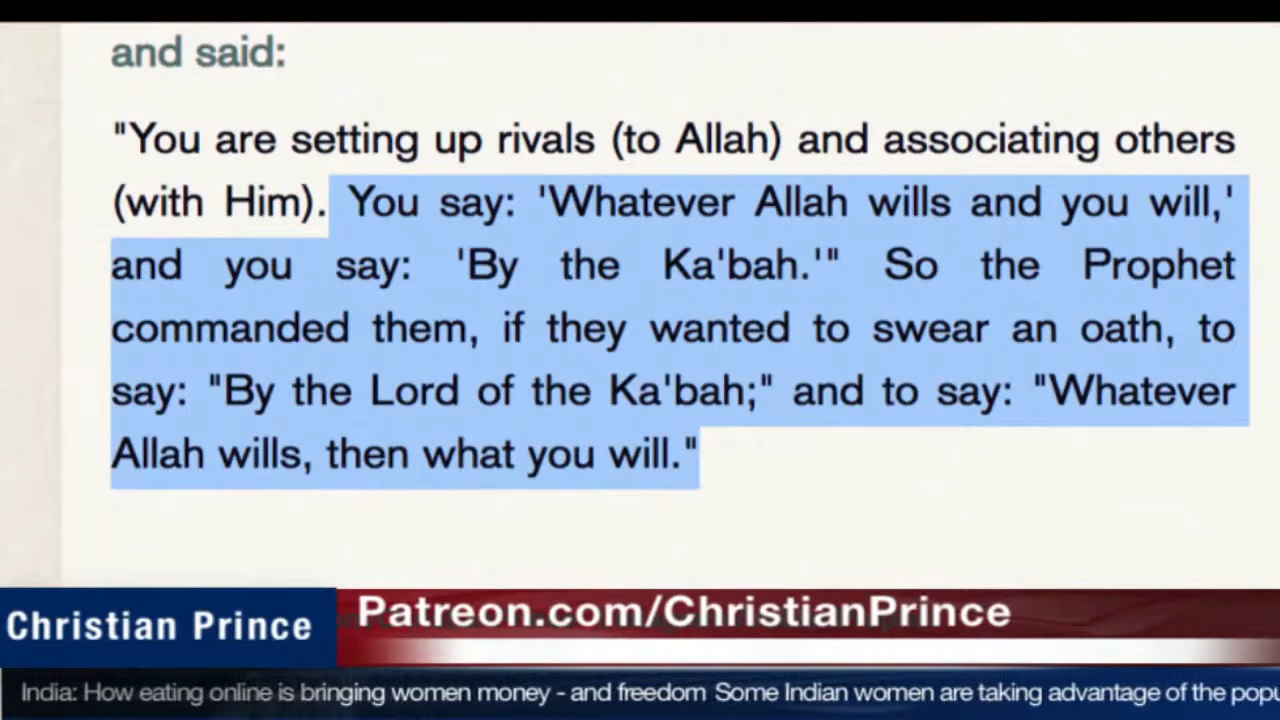 and said:
"You are setting up rivals (to Allah) and associating others
(with Him). You say: 'Whatever Allah wills and you will,'
and you say: 'By the Ka'bah.'" So the Prophet
commanded them, if they wanted to swear an oath, to
say: "By the Lord of the Ka'bah;" and to say: "Whatever
Allah wills, then what you will."
Christian Prince
Patreon.com/ChristianPrince
India: How eating online is bringing women money - and freedom Some Indian women are taking advantage of the popu